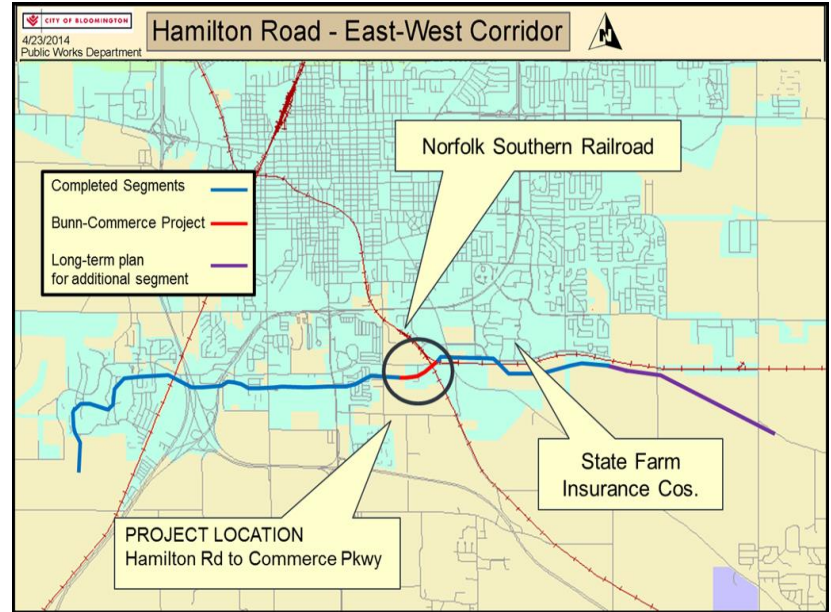 CITY OF BLOOMINGTON
4/23/2014
Public Works Department
Hamilton Road - East-West Corridor
N
Norfolk Southern Railroad
Completed Segments
Bunn-Commerce Project
Long-term plan
for additional segment
State Farm
Insurance Cos.
PROJECT LOCATION
Hamilton Rd to Commerce Pkwy